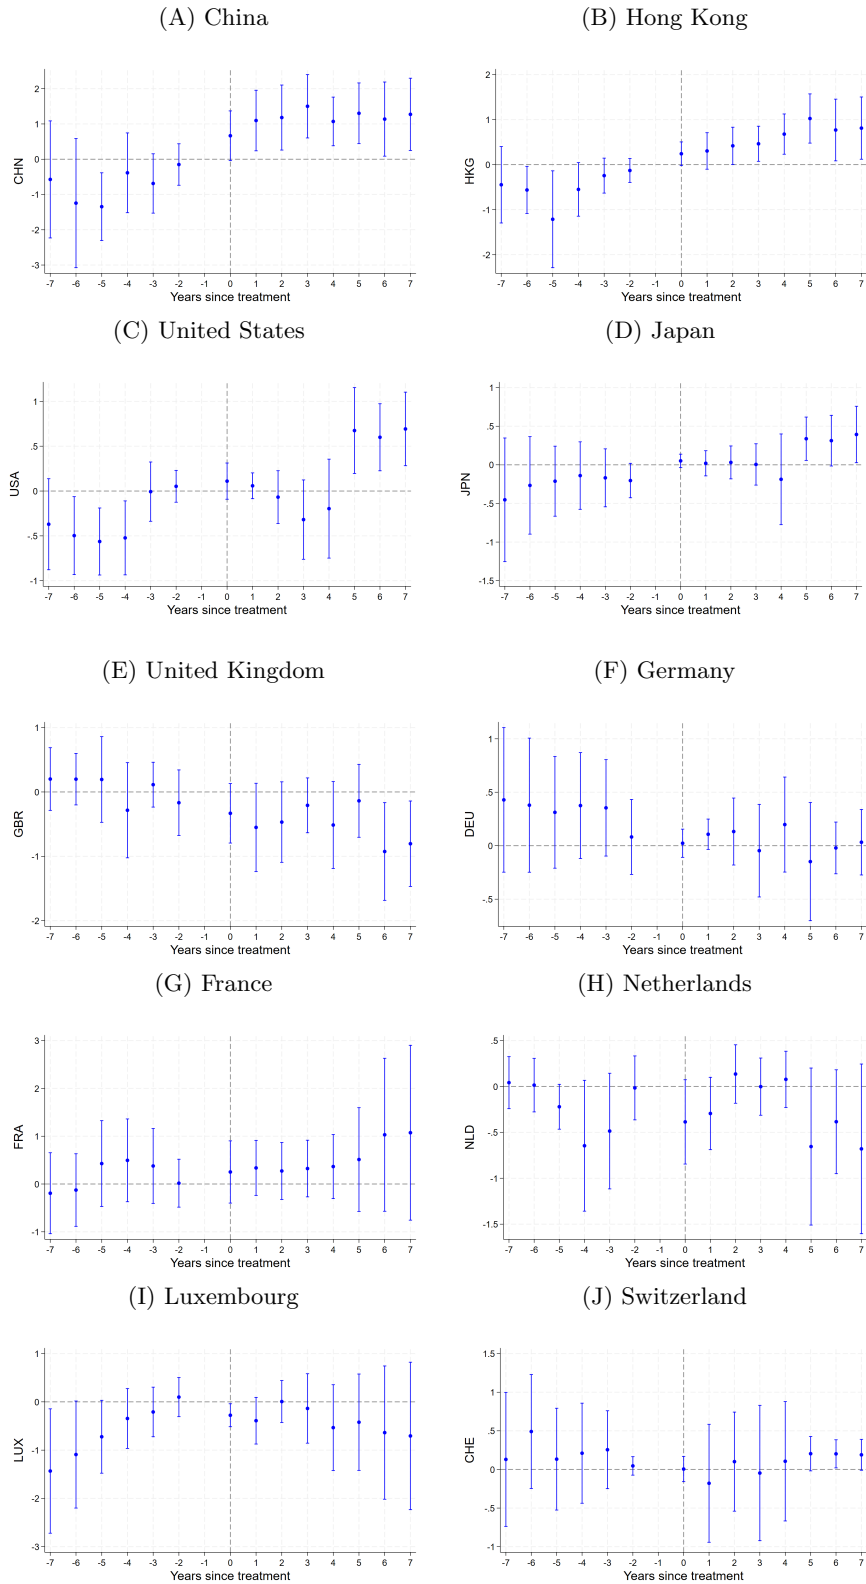 (A) China
(B) Hong Kong
2
1
0
-1
-2
-3
CHN
-7 -6 -5 -4 -3 -2 -1 0 1 2 3 4 5 6 7
Years since treatment
2
1
0
-1
-2
HKG
-7 -6 -5 -4 -3 -2 -1 0 1 2 3 4 5 6 7
Years since treatment
(C) United States
(D) Japan
1
.5
0
-.5
-1
USA
-7 -6 -5 -4 -3 -2 -1 0 1 2 3 4 5 6 7
Years since treatment
1
.5
0
-.5
-1
-1.5
JPN
-7 -6 -5 -4 -3 -2 -1 0 1 2 3 4 5 6 7
Years since treatment
(E) United Kingdom
(F) Germany
1
0
-1
-2
GBR
-7 -6 -5 -4 -3 -2 -1 0 1 2 3 4 5 6 7
Years since treatment
1
.5
0
-.5
DEU
-7 -6 -5 -4 -3 -2 -1 0 1 2 3 4 5 6 7
Years since treatment
(G) France
(H) Netherlands
3
2
1
0
-1
FRA
-7 -6 -5 -4 -3 -2 -1 0 1 2 3 4 5 6 7
Years since treatment
.5
0
-.5
-1
-1.5
NLD
-7 -6 -5 -4 -3 -2 -1 0 1 2 3 4 5 6 7
Years since treatment
(I) Luxembourg
(J) Switzerland
1
0
-1
-2
-3
LUX
-7 -6 -5 -4 -3 -2 -1 0 1 2 3 4 5 6 7
Years since treatment
1.5
1
.5
0
-.5
-1
CHE
-7 -6 -5 -4 -3 -2 -1 0 1 2 3 4 5 6 7
Years since treatment